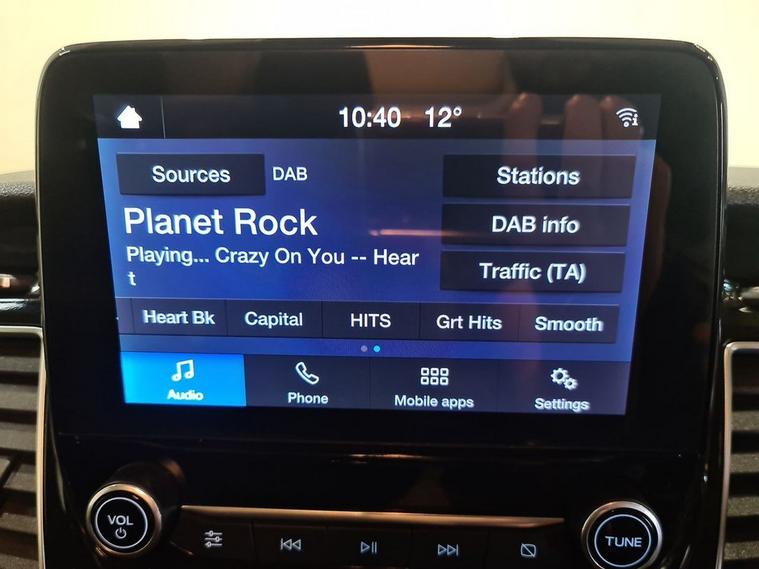 10:40 12°
Sources DAB Stations
Planet Rock DAB info
Playing... Crazy On You -- Hear
t
Traffic (TA)
Heart Bk Capital HITS Grt Hits Smooth
Audio Phone Mobile apps Settings
VOL TUNE